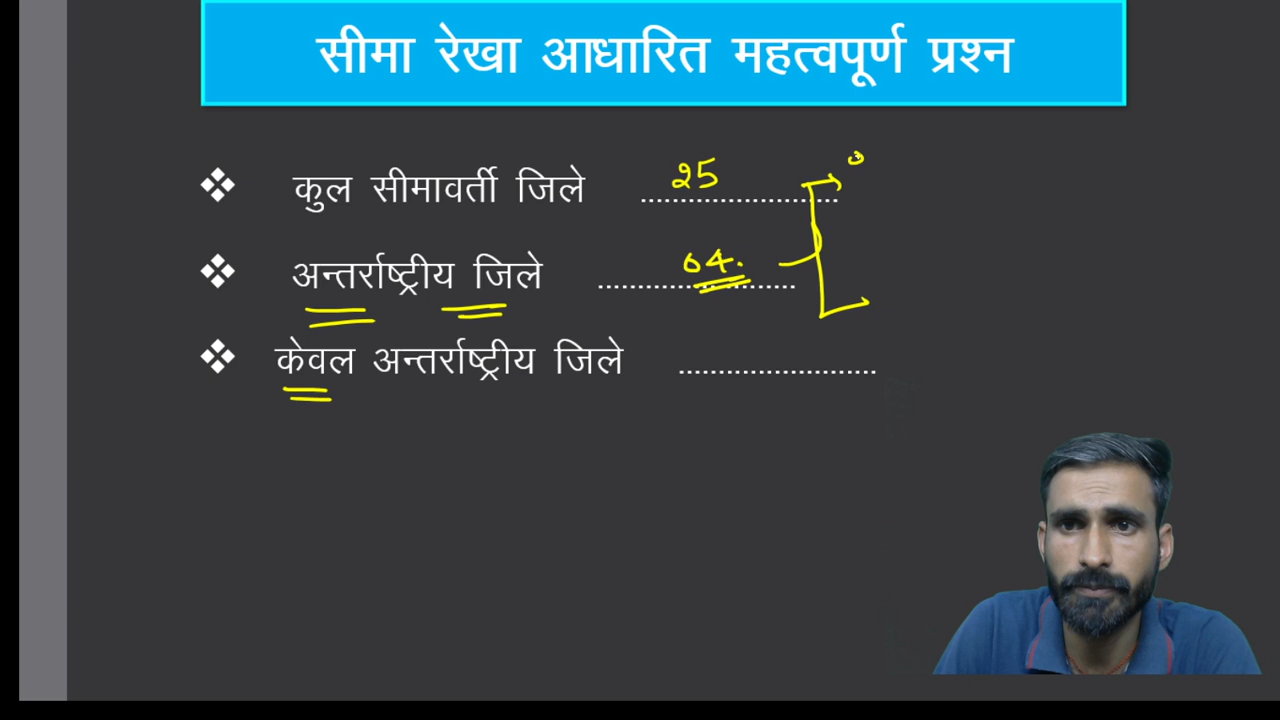 सीमा रेखा आधारित महत्वपूर्ण प्रश्न
❖ कुल सीमावर्ती जिले ......................... 25
❖ अन्तर्राष्ट्रीय जिले ......................... 04.
❖ केवल अन्तर्राष्ट्रीय जिले .........................